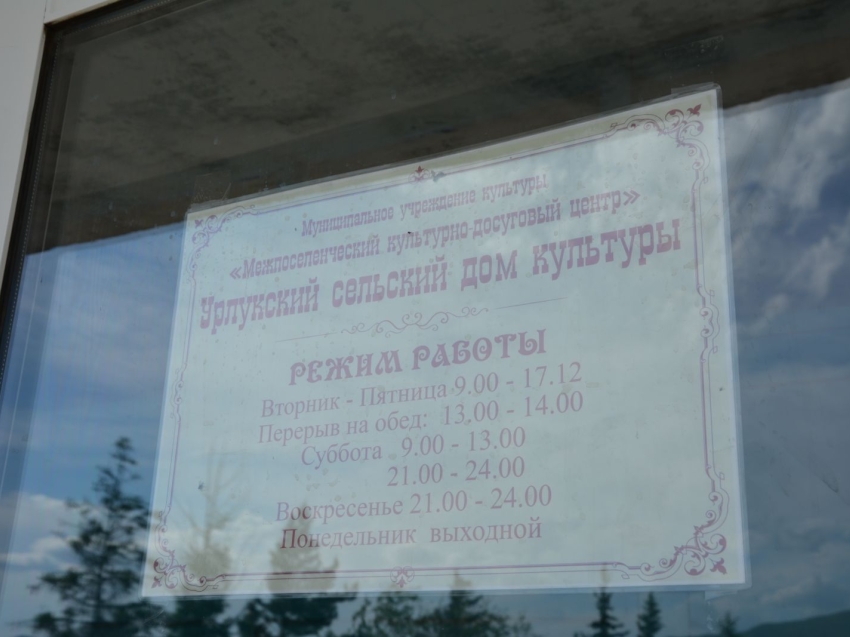 Муниципальное учреждение культуры
«Межпоселенческий культурно-досуговый центр»
Урлукский сельский дом культуры
РЕЖИМ РАБОТЫ
Вторник - Пятница 9.00 - 17.12
Перерыв на обед: 13.00 - 14.00
Суббота 9.00 - 13.00
21.00 - 24.00
Воскресенье 21.00 - 24.00
Понедельник выходной